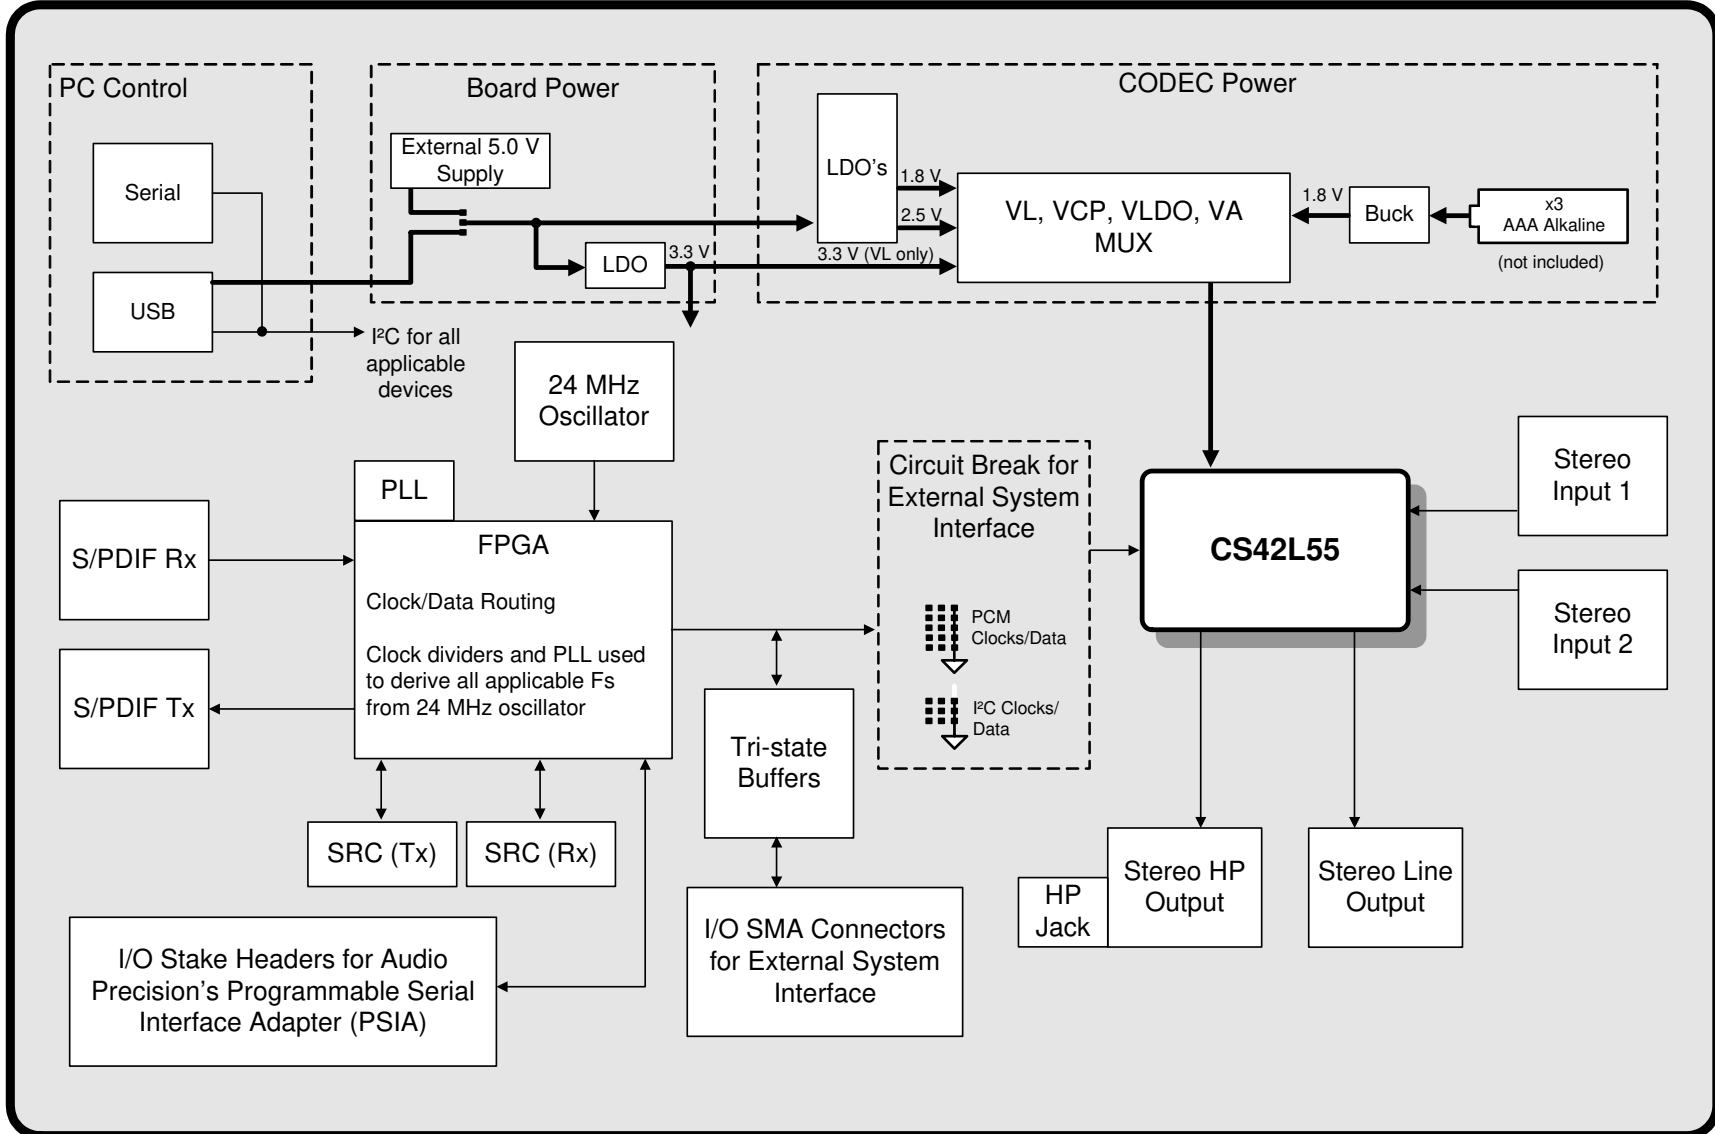 PC Control
Serial
USB
I²C for all
applicable
devices
Board Power
External 5.0 V
Supply
LDO
3.3 V
CODEC Power
LDO's
1.8 V
2.5 V
3.3 V (VL only)
VL, VCP, VLDO, VA
MUX
1.8 V
Buck
x3
AAA Alkaline
(not included)
24 MHz
Oscillator
PLL
FPGA
Clock/Data Routing
Clock dividers and PLL used
to derive all applicable Fs
from 24 MHz oscillator
S/PDIF Rx
S/PDIF Tx
SRC (Tx)
SRC (Rx)
I/O Stake Headers for Audio
Precision's Programmable Serial
Interface Adapter (PSIA)
Tri-state
Buffers
I/O SMA Connectors
for External System
Interface
Circuit Break for
External System
Interface
PCM
Clocks/Data
I²C Clocks/
Data
CS42L55
Stereo
Input 1
Stereo
Input 2
HP
Jack
Stereo HP
Output
Stereo Line
Output